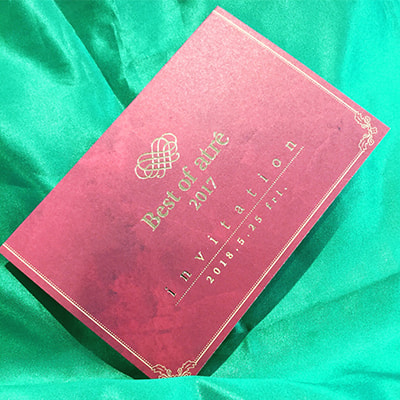 Best of atré
2017
invitation
2018.5.25 fri.